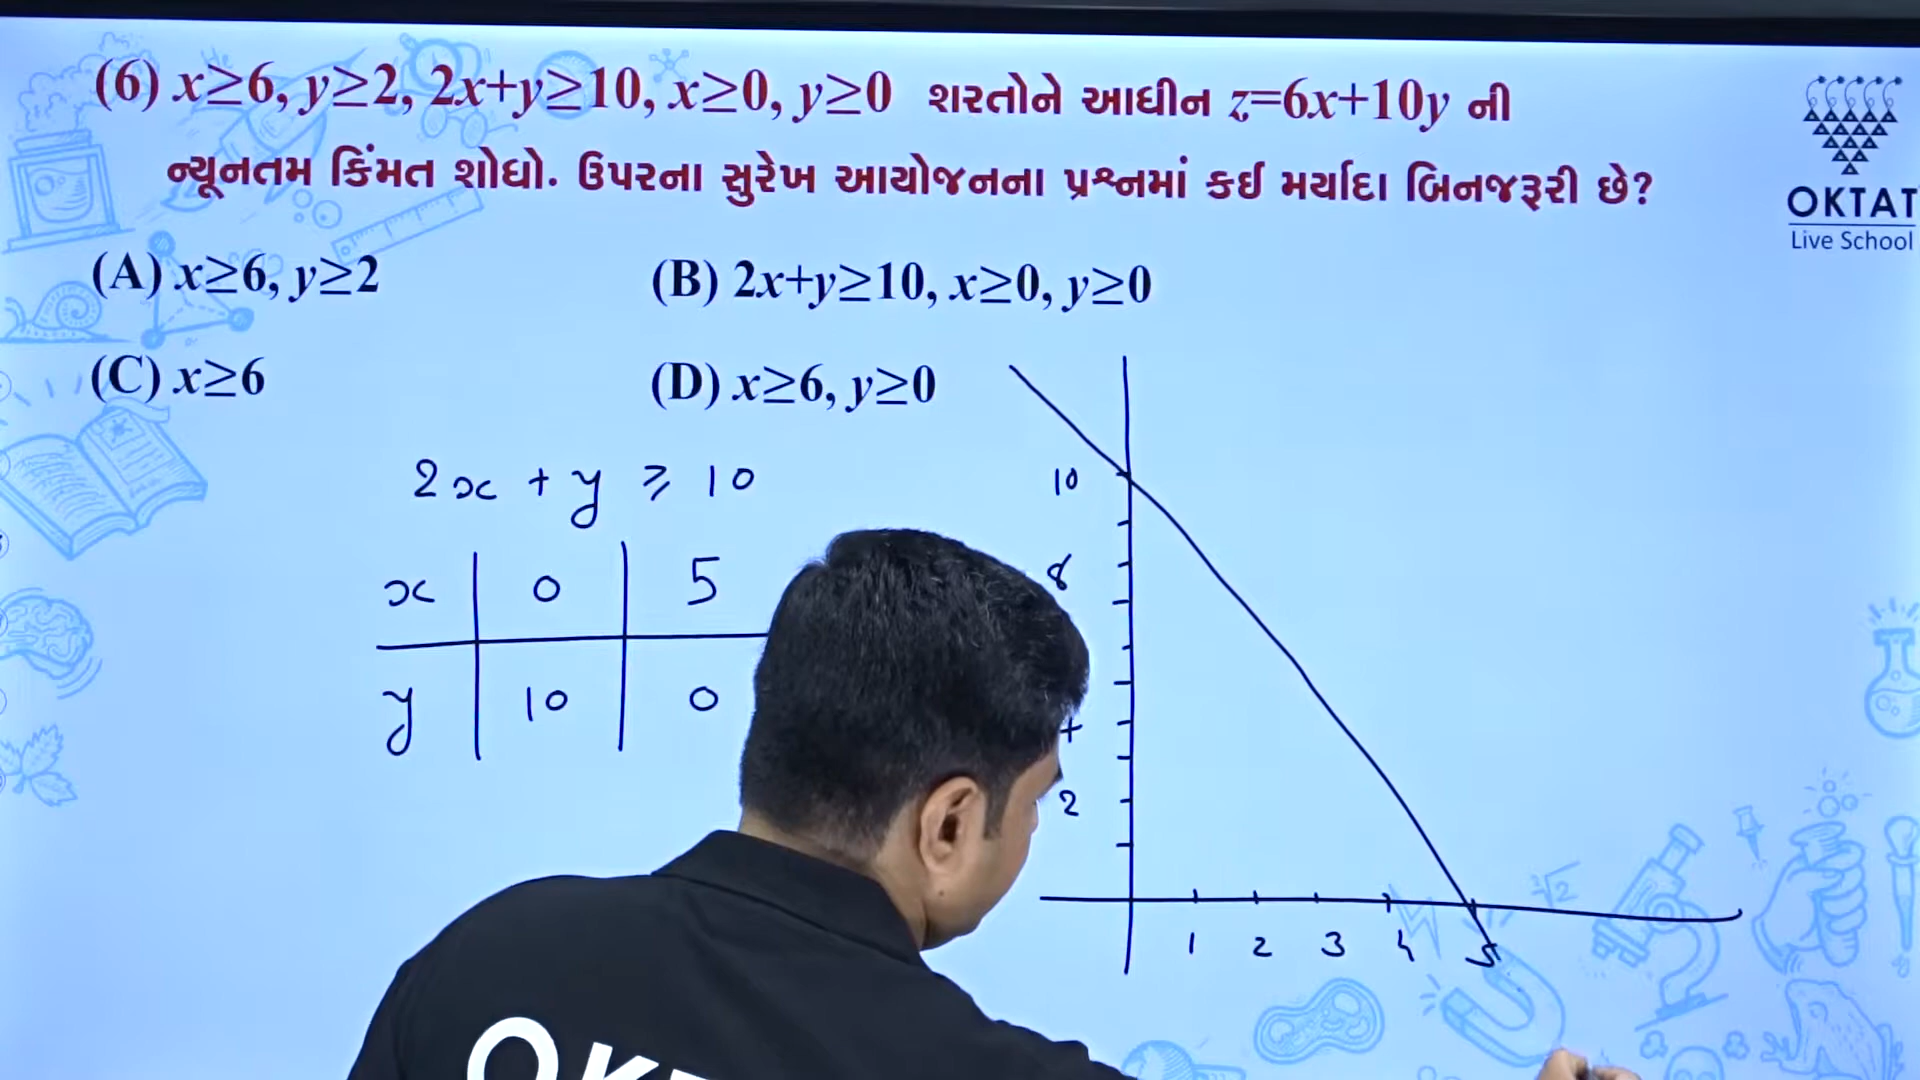 (6) x≥6, y≥2, 2x+y≥10, x≥0, y≥0 શરતોને આધીન z=6x+10y ની
ન્યૂનતમ કિંમત શોધો. ઉપરના સુરેખ આયોજનના પ્રશ્નમાં કઈ મર્યાદા બિનજરૂરી છે?
OKTAT
Live School
(A) x≥6, y≥2
(B) 2x+y≥10, x≥0, y≥0
(C) x≥6
(D) x≥6, y≥0
2x + y ≥ 10
x 0 5
y 10 0
10
8
2
1 2 3 4 5
√2